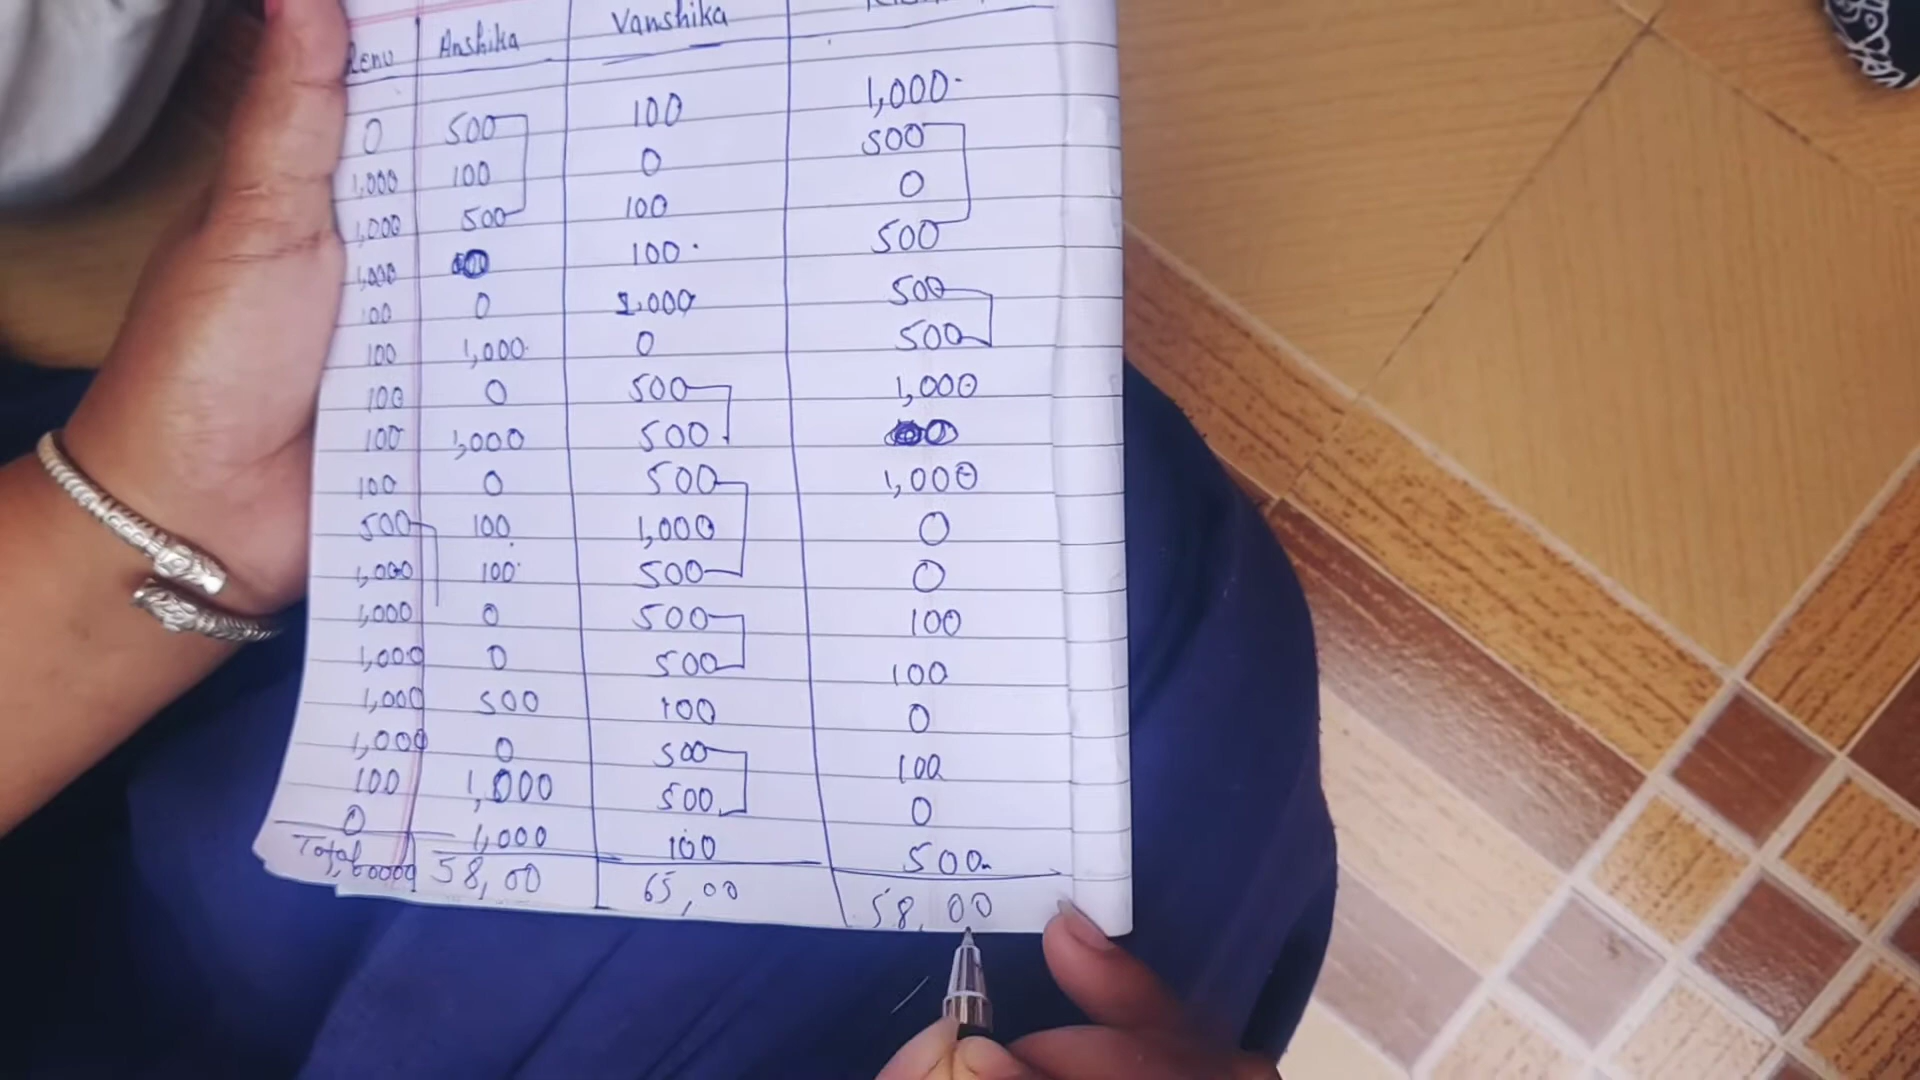 Renu Anshika Vanshika
0 500 100 1,000
1,000 100 0 500
1,000 500 100 0
1,000 100 500
100 0 1,000 500
100 1,000 0 500
100 0 500 1,000
100 1,000 500
100 0 500 1,000
500 100 1,000 0
1,000 100 500 0
1,000 0 500 100
1,000 0 500 100
1,000 500 100 0
1,000 0 500 100
100 1,000 500 0
0 1,000 100 500
Total 58,00 65,00 58,00